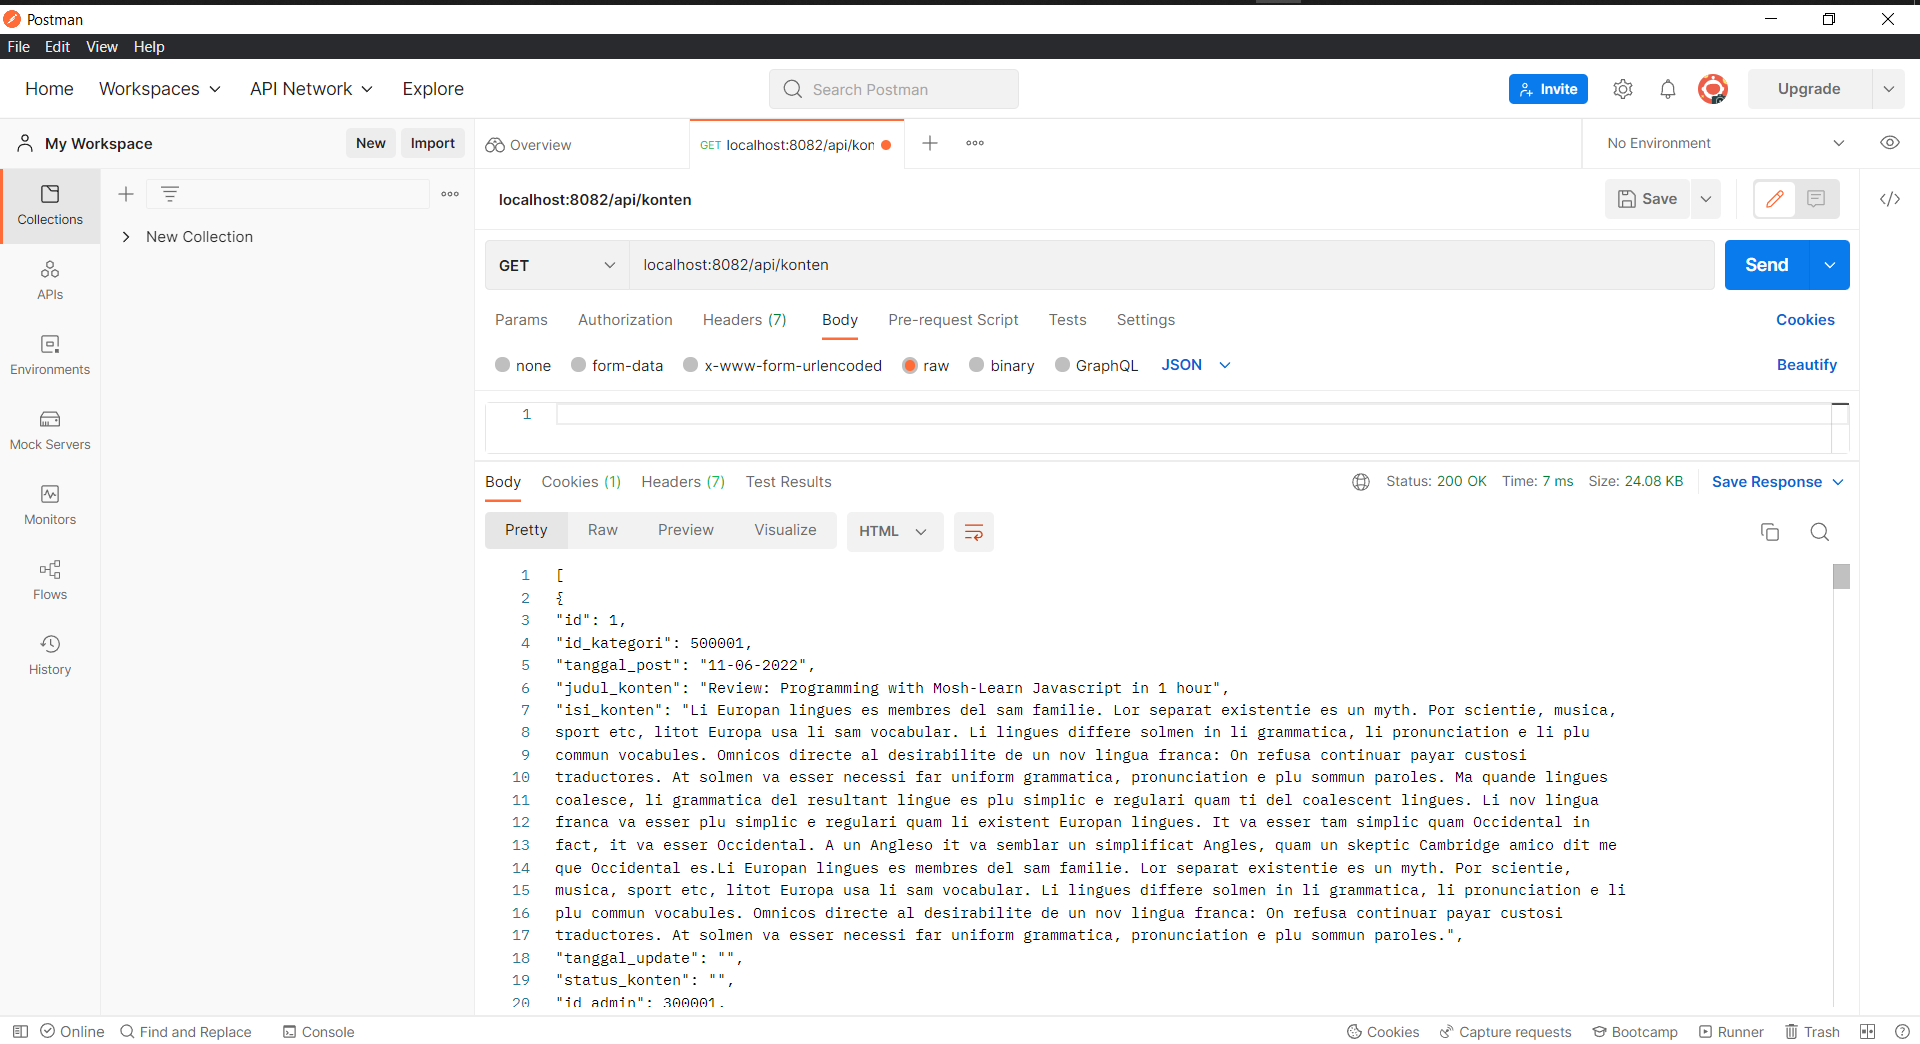 Postman
File Edit View Help
Home Workspaces API Network Explore
Search Postman
Invite
Upgrade
My Workspace
New Import
Overview
GET localhost:8082/api/kon
No Environment
Collections
New Collection
APIs
Environments
Mock Servers
Monitors
Flows
History
localhost:8082/api/konten
Save
GET localhost:8082/api/konten
Send
Params Authorization Headers (7) Body Pre-request Script Tests Settings
Cookies
none form-data x-www-form-urlencoded raw binary GraphQL JSON
Beautify
1
Body Cookies (1) Headers (7) Test Results
Status: 200 OK Time: 7 ms Size: 24.08 KB Save Response
Pretty Raw Preview Visualize HTML
1 [
2 {
3 "id": 1,
4 "id_kategori": 500001,
5 "tanggal_post": "11-06-2022",
6 "judul_konten": "Review: Programming with Mosh-Learn Javascript in 1 hour",
7 "isi_konten": "Li Europan lingues es membres del sam familie. Lor separat existentie es un myth. Por scientie, musica,
8 sport etc, litot Europa usa li sam vocabular. Li lingues differe solmen in li grammatica, li pronunciation e li plu
9 commun vocabules. Omnicos directe al desirabilite de un nov lingua franca: On refusa continuar payar custosi
10 traductores. At solmen va esser necessi far uniform grammatica, pronunciation e plu sommun paroles. Ma quande lingues
11 coalesce, li grammatica del resultant lingue es plu simplic e regulari quam ti del coalescent lingues. Li nov lingua
12 franca va esser plu simplic e regulari quam li existent Europan lingues. It va esser tam simplic quam Occidental in
13 fact, it va esser Occidental. A un Angleso it va semblar un simplificat Angles, quam un skeptic Cambridge amico dit me
14 que Occidental es.Li Europan lingues es membres del sam familie. Lor separat existentie es un myth. Por scientie,
15 musica, sport etc, litot Europa usa li sam vocabular. Li lingues differe solmen in li grammatica, li pronunciation e li
16 plu commun vocabules. Omnicos directe al desirabilite de un nov lingua franca: On refusa continuar payar custosi
17 traductores. At solmen va esser necessi far uniform grammatica, pronunciation e plu sommun paroles.",
18 "tanggal_update": "",
19 "status_konten": "",
20 "id_admin": 300001,
Online Find and Replace Console
Cookies Capture requests Bootcamp Runner Trash